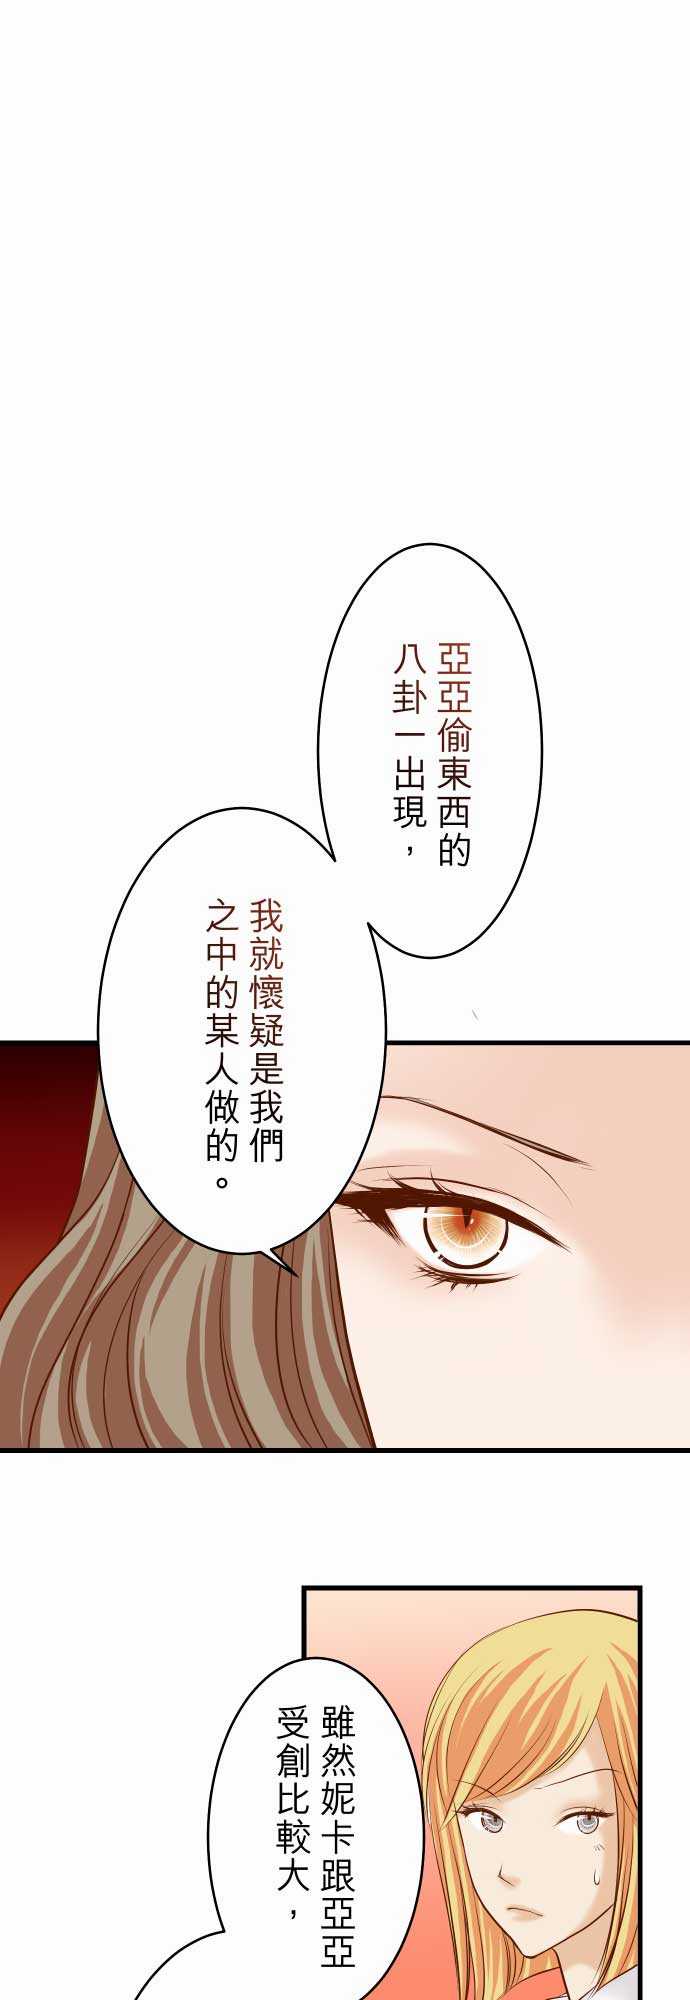 亞亞偷東西的
八卦一出現，
我就懷疑是我們
之中的某人做的。
雖然妮卡跟亞亞
受創比較大，